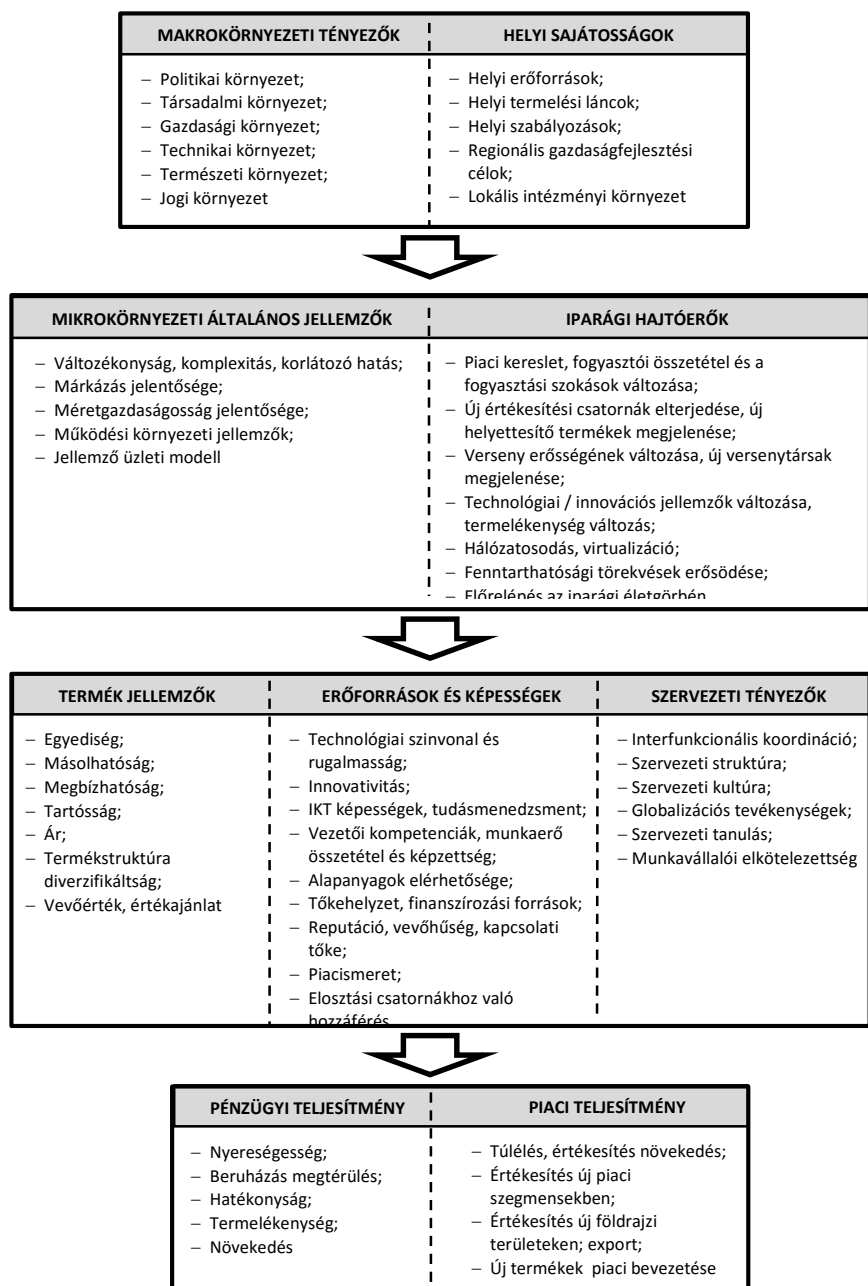 MAKROKÖRNYEZETI TÉNYEZŐK
– Politikai környezet;
– Társadalmi környezet;
– Gazdasági környezet;
– Technikai környezet;
– Természeti környezet;
– Jogi környezet
HELYI SAJÁTOSSÁGOK
– Helyi erőforrások;
– Helyi termelési láncok;
– Helyi szabályozások;
– Regionális gazdaságfejlesztési
célok;
– Lokális intézményi környezet
MIKROKÖRNYEZETI ÁLTALÁNOS JELLEMZŐK
– Változékonyság, komplexitás, korlátozó hatás;
– Márkázás jelentősége;
– Méretgazdaságosság jelentősége;
– Működési környezeti jellemzők;
– Jellemző üzleti modell
IPARÁGI HAJTÓERŐK
– Piaci kereslet, fogyasztói összetétel és a
fogyasztási szokások változása;
– Új értékesítési csatornák elterjedése, új
helyettesítő termékek megjelenése;
– Verseny erősségének változása, új versenytársak
megjelenése;
– Technológiai / innovációs jellemzők változása,
termelékenység változás;
– Hálózatosodás, virtualizáció;
– Fenntarthatósági törekvések erősödése;
– Előrelépés az iparági életgörbén
TERMÉK JELLEMZŐK
– Egyediség;
– Másolhatóság;
– Megbízhatóság;
– Tartósság;
– Ár;
– Termékstruktúra
diverzifikáltság;
– Vevőérték, értékajánlat
ERŐFORRÁSOK ÉS KÉPESSÉGEK
– Technológiai szinvonal és
rugalmasság;
– Innovativitás;
– IKT képességek, tudásmenedzsment;
– Vezetői kompetenciák, munkaerő
összetétel és képzettség;
– Alapanyagok elérhetősége;
– Tőkehelyzet, finanszírozási források;
– Reputáció, vevőhűség, kapcsolati
tőke;
– Piacismeret;
– Elosztási csatornákhoz való
hozzáférés
SZERVEZETI TÉNYEZŐK
– Interfunkcionális koordináció;
– Szervezeti struktúra;
– Szervezeti kultúra;
– Globalizációs tevékenységek;
– Szervezeti tanulás;
– Munkavállalói elkötelezettség
PÉNZÜGYI TELJESÍTMÉNY
– Nyereségesség;
– Beruházás megtérülés;
– Hatékonyság;
– Termelékenység;
– Növekedés
PIACI TELJESÍTMÉNY
– Túlélés, értékesítés növekedés;
– Értékesítés új piaci
szegmensekben;
– Értékesítés új földrajzi
területeken; export;
– Új termékek piaci bevezetése